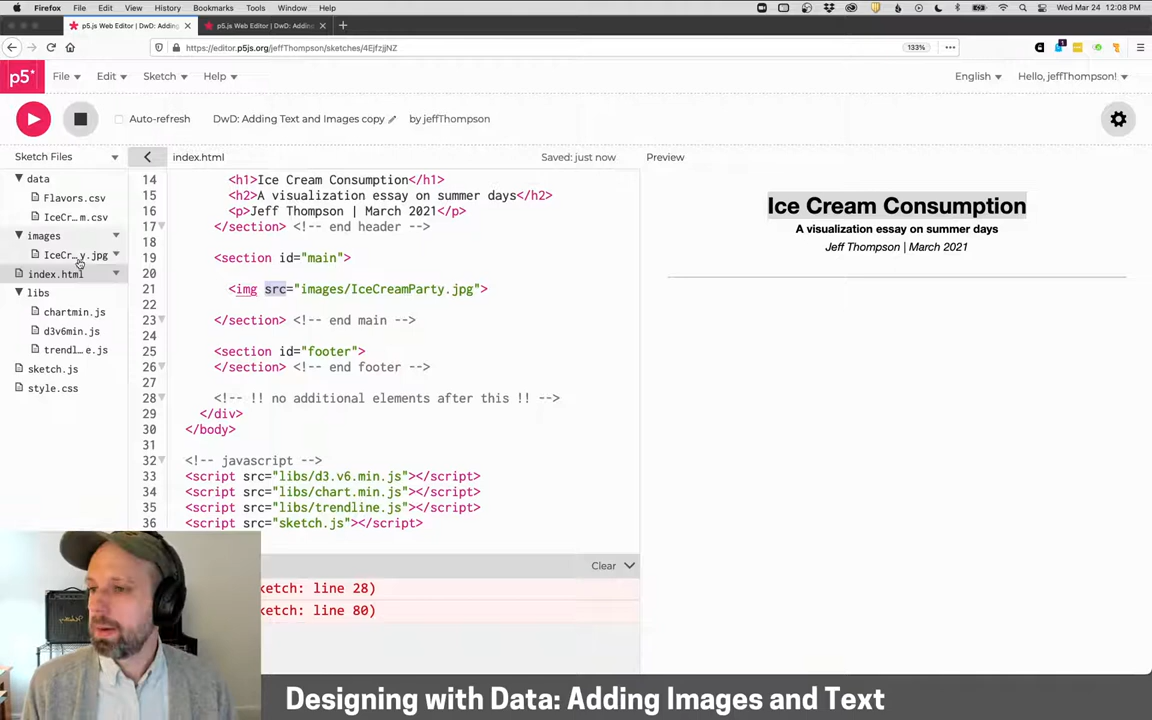 Firefox File Edit View History Bookmarks Tools Window Help Wed Mar 24 12:08 PM
p5.js Web Editor | DwD: Adding p5.js Web Editor | DwD: Adding
https://editor.p5js.org/jeffThompson/sketches/4EjfzjjNZ 133%
p5* File Edit Sketch Help English Hello, jeffThompson!
Auto-refresh DwD: Adding Text and Images copy by jeffThompson
Sketch Files index.html Saved: just now Preview
data
Flavors.csv
IceCr...m.csv
images
IceCr...y.jpg
index.html
libs
chartmin.js
d3v6min.js
trendl...e.js
sketch.js
style.css
14 <h1>Ice Cream Consumption</h1>
15 <h2>A visualization essay on summer days</h2>
16 <p>Jeff Thompson | March 2021</p>
17 </section> <!-- end header -->
18
19 <section id="main">
20
21 <img src="images/IceCreamParty.jpg">
22
23 </section> <!-- end main -->
24
25 <section id="footer">
26 </section> <!-- end footer -->
27
28 <!-- !! no additional elements after this !! -->
29 </div>
30 </body>
31
32 <!-- javascript -->
33 <script src="libs/d3.v6.min.js"></script>
34 <script src="libs/chart.min.js"></script>
35 <script src="libs/trendline.js"></script>
36 <script src="sketch.js"></script>
Ice Cream Consumption
A visualization essay on summer days
Jeff Thompson | March 2021
Clear
ketch: line 28)
ketch: line 80)
Designing with Data: Adding Images and Text